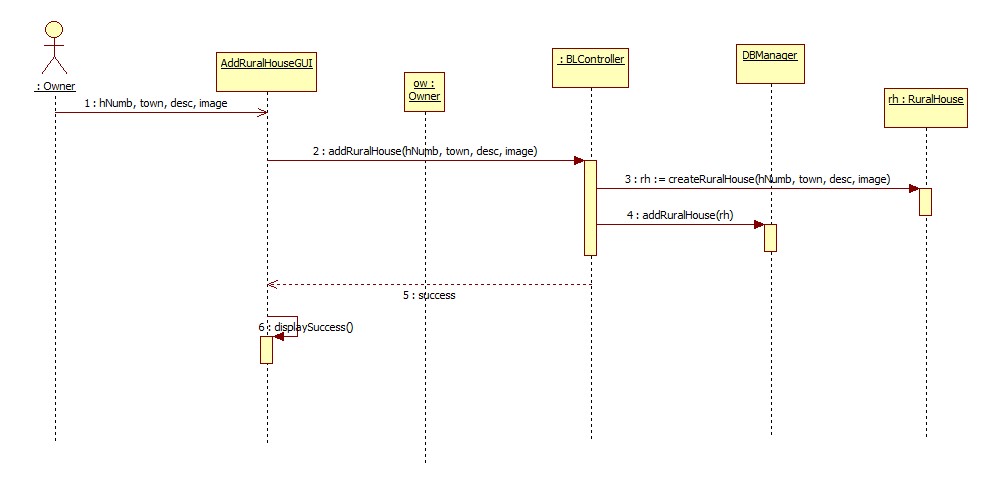 : Owner
AddRuralHouseGUI
ow :
Owner
: BLController
DBManager
rh : RuralHouse
1 : hNumb, town, desc, image
2 : addRuralHouse(hNumb, town, desc, image)
3 : rh := createRuralHouse(hNumb, town, desc, image)
4 : addRuralHouse(rh)
5 : success
6 : displaySuccess()